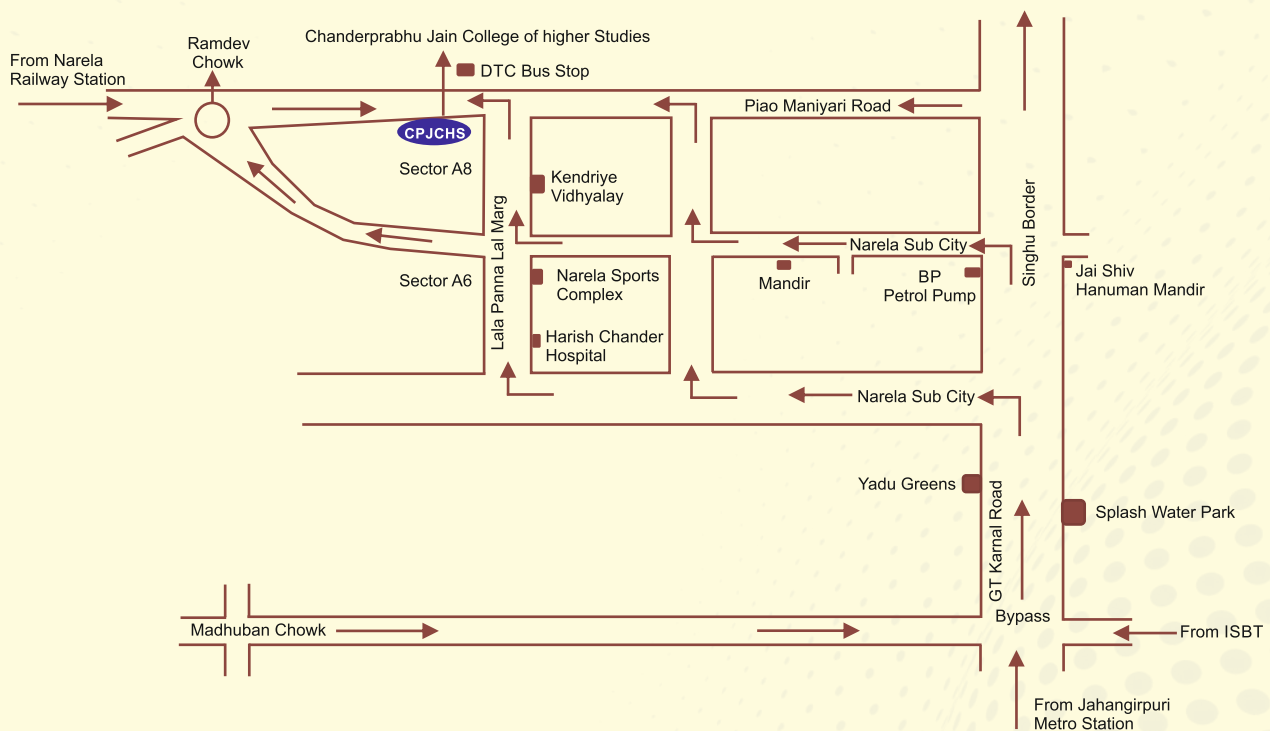 Chanderprabhu Jain College of higher Studies
Ramdev
Chowk
From Narela
Railway Station
DTC Bus Stop
Piao Maniyari Road
CPJCHS
Sector A8
Kendriye
Vidhyalay
Lala Panna Lal Marg
Singhu Border
Narela Sub City
Sector A6
Narela Sports
Complex
Mandir
BP
Petrol Pump
Jai Shiv
Hanuman Mandir
Harish Chander
Hospital
Narela Sub City
Yadu Greens
GT Karnal Road
Splash Water Park
Bypass
Madhuban Chowk
From ISBT
From Jahangirpuri
Metro Station